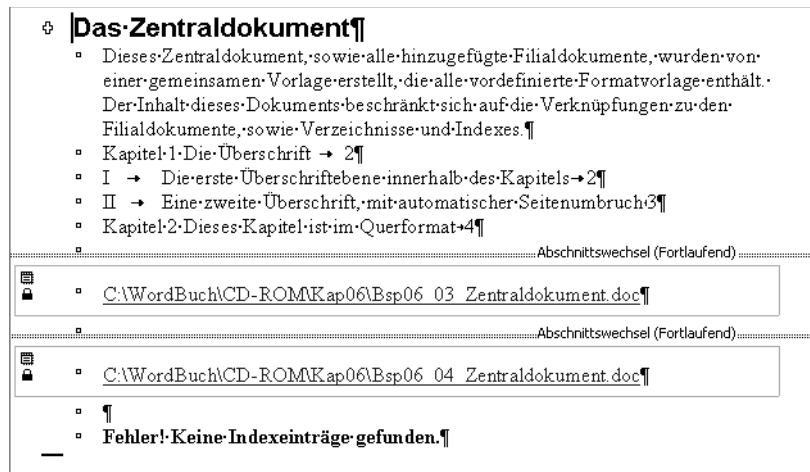 Das Zentraldokument¶
Dieses Zentraldokument, sowie alle hinzugefügte Filialdokumente, wurden von
einer gemeinsamen Vorlage erstellt, die alle vordefinierte Formatvorlage enthält.
Der Inhalt dieses Dokuments beschränkt sich auf die Verknüpfungen zu den
Filialdokumente, sowie Verzeichnisse und Indexes.¶
Kapitel 1 Die Überschrift → 2¶
I → Die erste Überschriftebene innerhalb des Kapitels→2¶
II → Eine zweite Überschrift, mit automatischer Seitenumbruch→3¶
Kapitel 2 Dieses Kapitel ist im Querformat→4¶
Abschnittswechsel (Fortlaufend)
C:\WordBuch\CD-ROM\Kap06\Bsp06_03_Zentraldokument.doc¶
Abschnittswechsel (Fortlaufend)
C:\WordBuch\CD-ROM\Kap06\Bsp06_04_Zentraldokument.doc¶
¶
Fehler! Keine Indexeinträge gefunden.¶